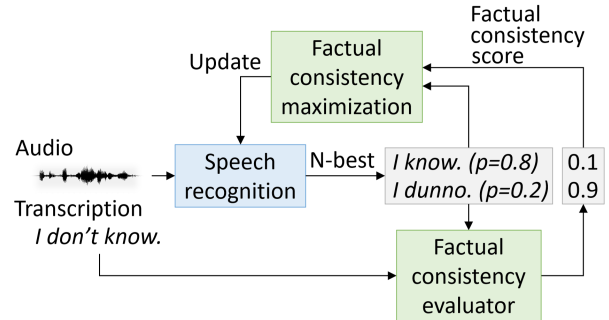 Factual
consistency
score
Factual
consistency
maximization
Update
Audio
Speech
recognition
N-best
I know. (p=0.8)
I dunno. (p=0.2)
0.1
0.9
Transcription
I don't know.
Factual
consistency
evaluator